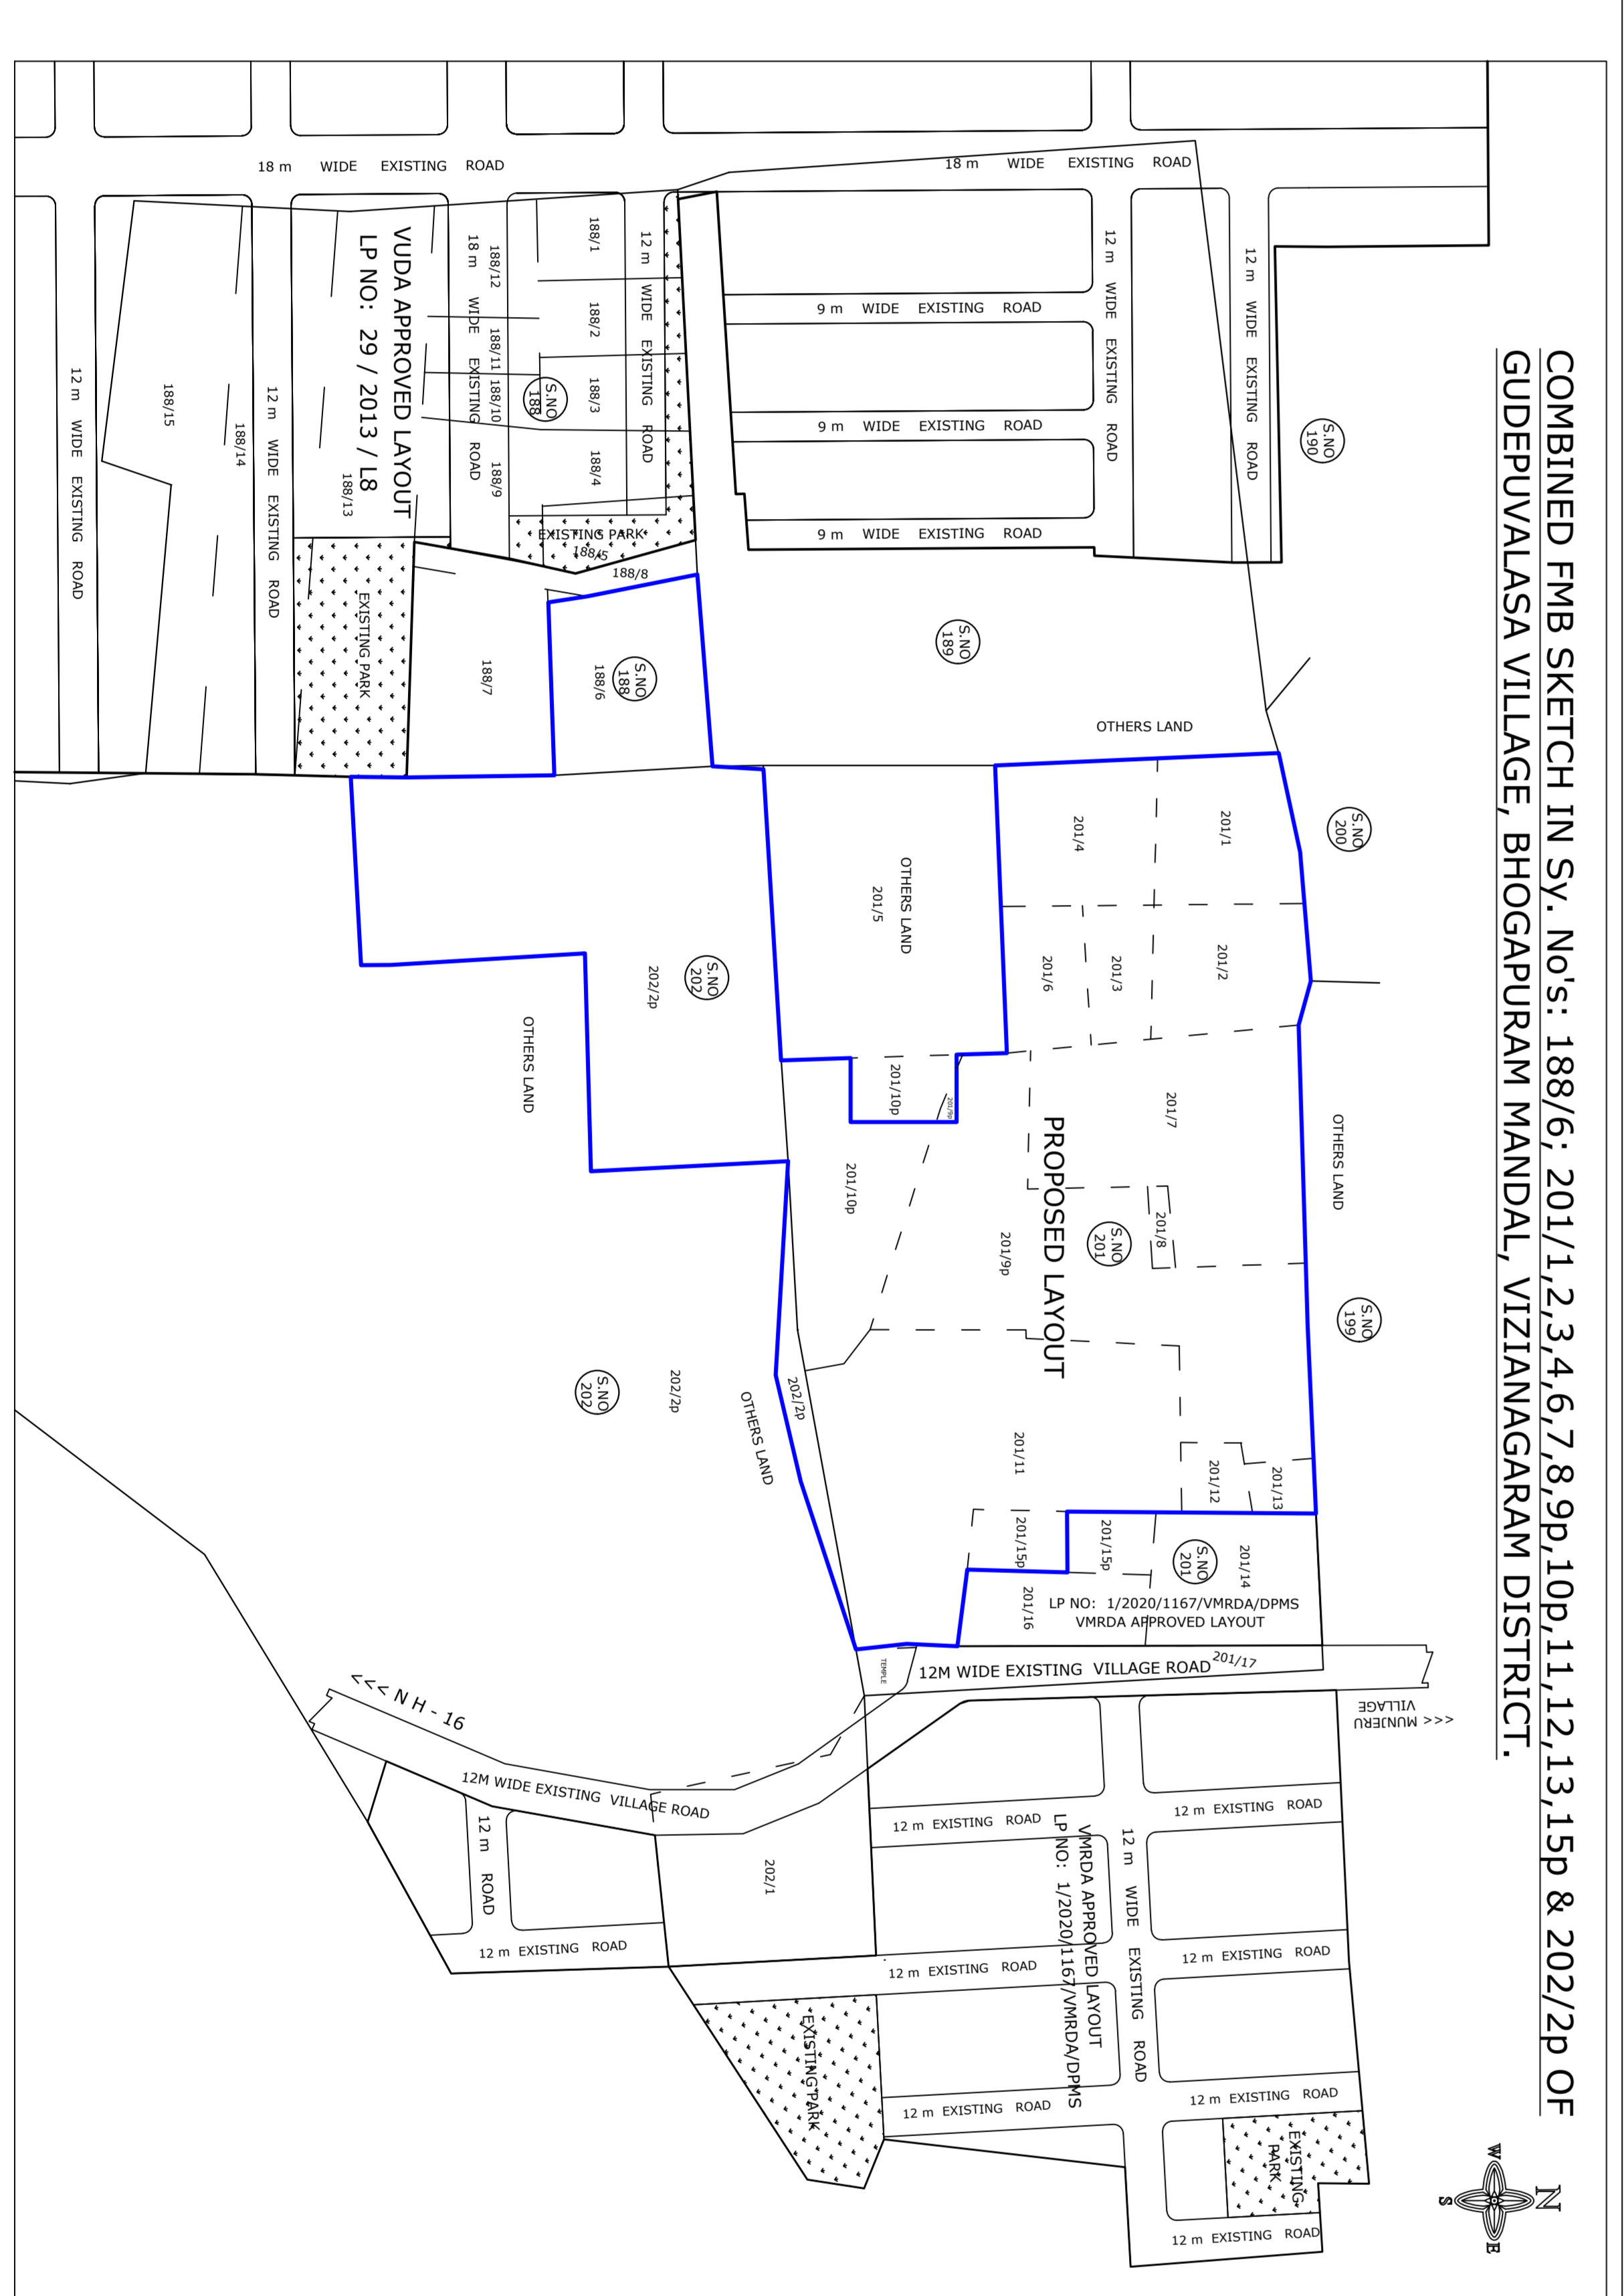 COMBINED FMB SKETCH IN Sy. No's: 188/6; 201/1,2,3,4,6,7,8,9p,10p,11,12,13,15p & 202/2p OF
GUDEPUVALASA VILLAGE, BHOGAPURAM MANDAL, VIZIANAGARAM DISTRICT.
N
W
E
S
S.NO
190
S.NO
200
S.NO
199
OTHERS LAND
<<< MUNJERU
VILLAGE
12 m WIDE EXISTING ROAD
12 m WIDE EXISTING ROAD
18 m WIDE EXISTING ROAD
9 m WIDE EXISTING ROAD
9 m WIDE EXISTING ROAD
9 m WIDE EXISTING ROAD
S.NO
189
OTHERS LAND
201/1
201/2
201/3
201/4
201/6
201/7
201/8
S.NO
201
PROPOSED LAYOUT
201/9p
201/11
201/12
201/13
201/14
S.NO
201
201/15p
201/15p
201/16
LP NO: 1/2020/1167/VMRDA/DPMS
VMRDA APPROVED LAYOUT
201/17
12M WIDE EXISTING VILLAGE ROAD
TEMPLE
OTHERS LAND
201/5
201/10p
201/9p
201/10p
202/2p
OTHERS LAND
S.NO
202
202/2p
OTHERS LAND
202/2p
S.NO
202
12 m WIDE EXISTING ROAD
188/1
188/2
188/3
188/4
S.NO
188
EXISTING PARK
188/5
188/8
S.NO
188
188/6
188/7
188/12
188/11
188/10
188/9
18 m WIDE EXISTING ROAD
VUDA APPROVED LAYOUT
LP NO: 29 / 2013 / L8
188/13
EXISTING PARK
12 m WIDE EXISTING ROAD
188/14
188/15
12 m WIDE EXISTING ROAD
18 m WIDE EXISTING ROAD
<<< N H - 16
12M WIDE EXISTING VILLAGE ROAD
12 m ROAD
12 m EXISTING ROAD
202/1
12 m EXISTING ROAD
12 m EXISTING ROAD
12 m WIDE EXISTING ROAD
VMRDA APPROVED LAYOUT
LP NO: 1/2020/1167/VMRDA/DPMS
12 m EXISTING ROAD
12 m EXISTING ROAD
12 m EXISTING ROAD
12 m EXISTING ROAD
EXISTING PARK
EXISTING
PARK
12 m EXISTING ROAD